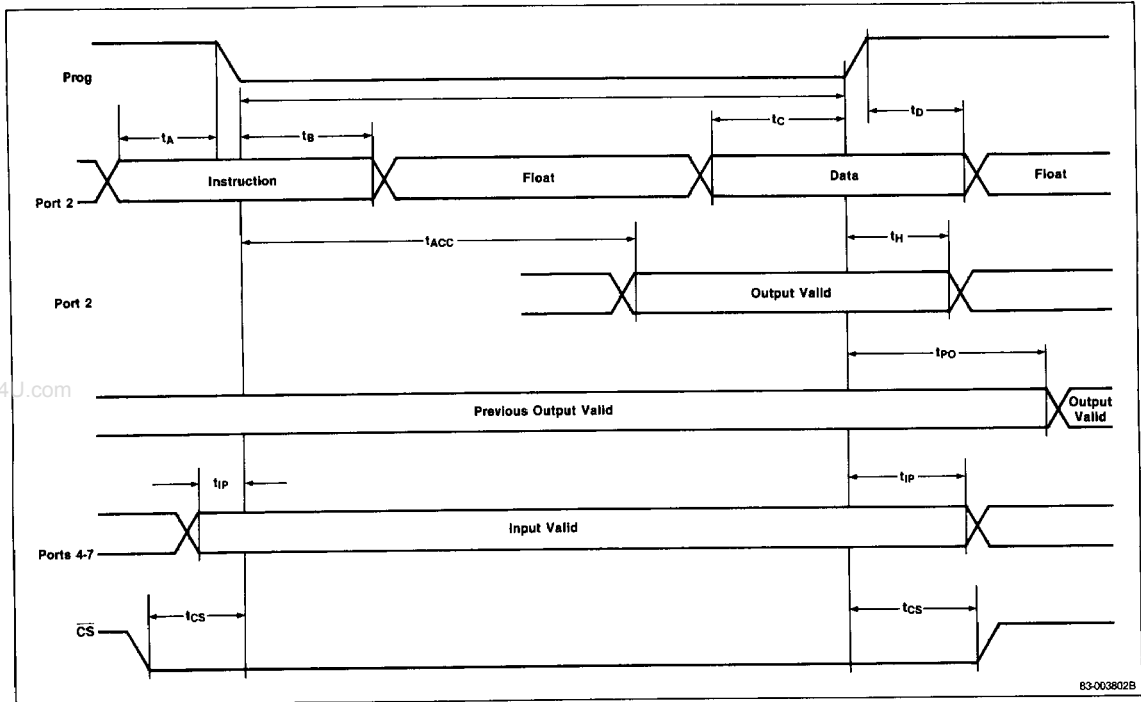 Prog
tA
tB
tC
tD
Port 2
Instruction
Float
Data
Float
tACC
tH
Port 2
Output Valid
tPO
4U.com
Previous Output Valid
Output
Valid
tIP
tIP
Ports 4-7
Input Valid
tCS
tCS
CS
83-003802B